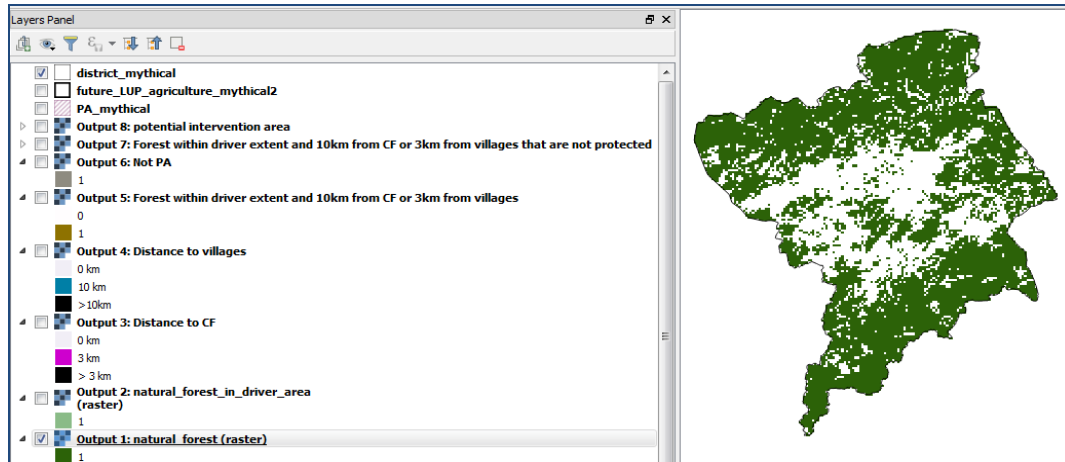 Layers Panel
district_mythical
future_LUP_agriculture_mythical2
PA_mythical
Output 8: potential intervention area
Output 7: Forest within driver extent and 10km from CF or 3km from villages that are not protected
Output 6: Not PA
1
Output 5: Forest within driver extent and 10km from CF or 3km from villages
0
1
Output 4: Distance to villages
0 km
10 km
>10km
Output 3: Distance to CF
0 km
3 km
> 3 km
Output 2: natural_forest_in_driver_area
(raster)
1
Output 1: natural_forest (raster)
1